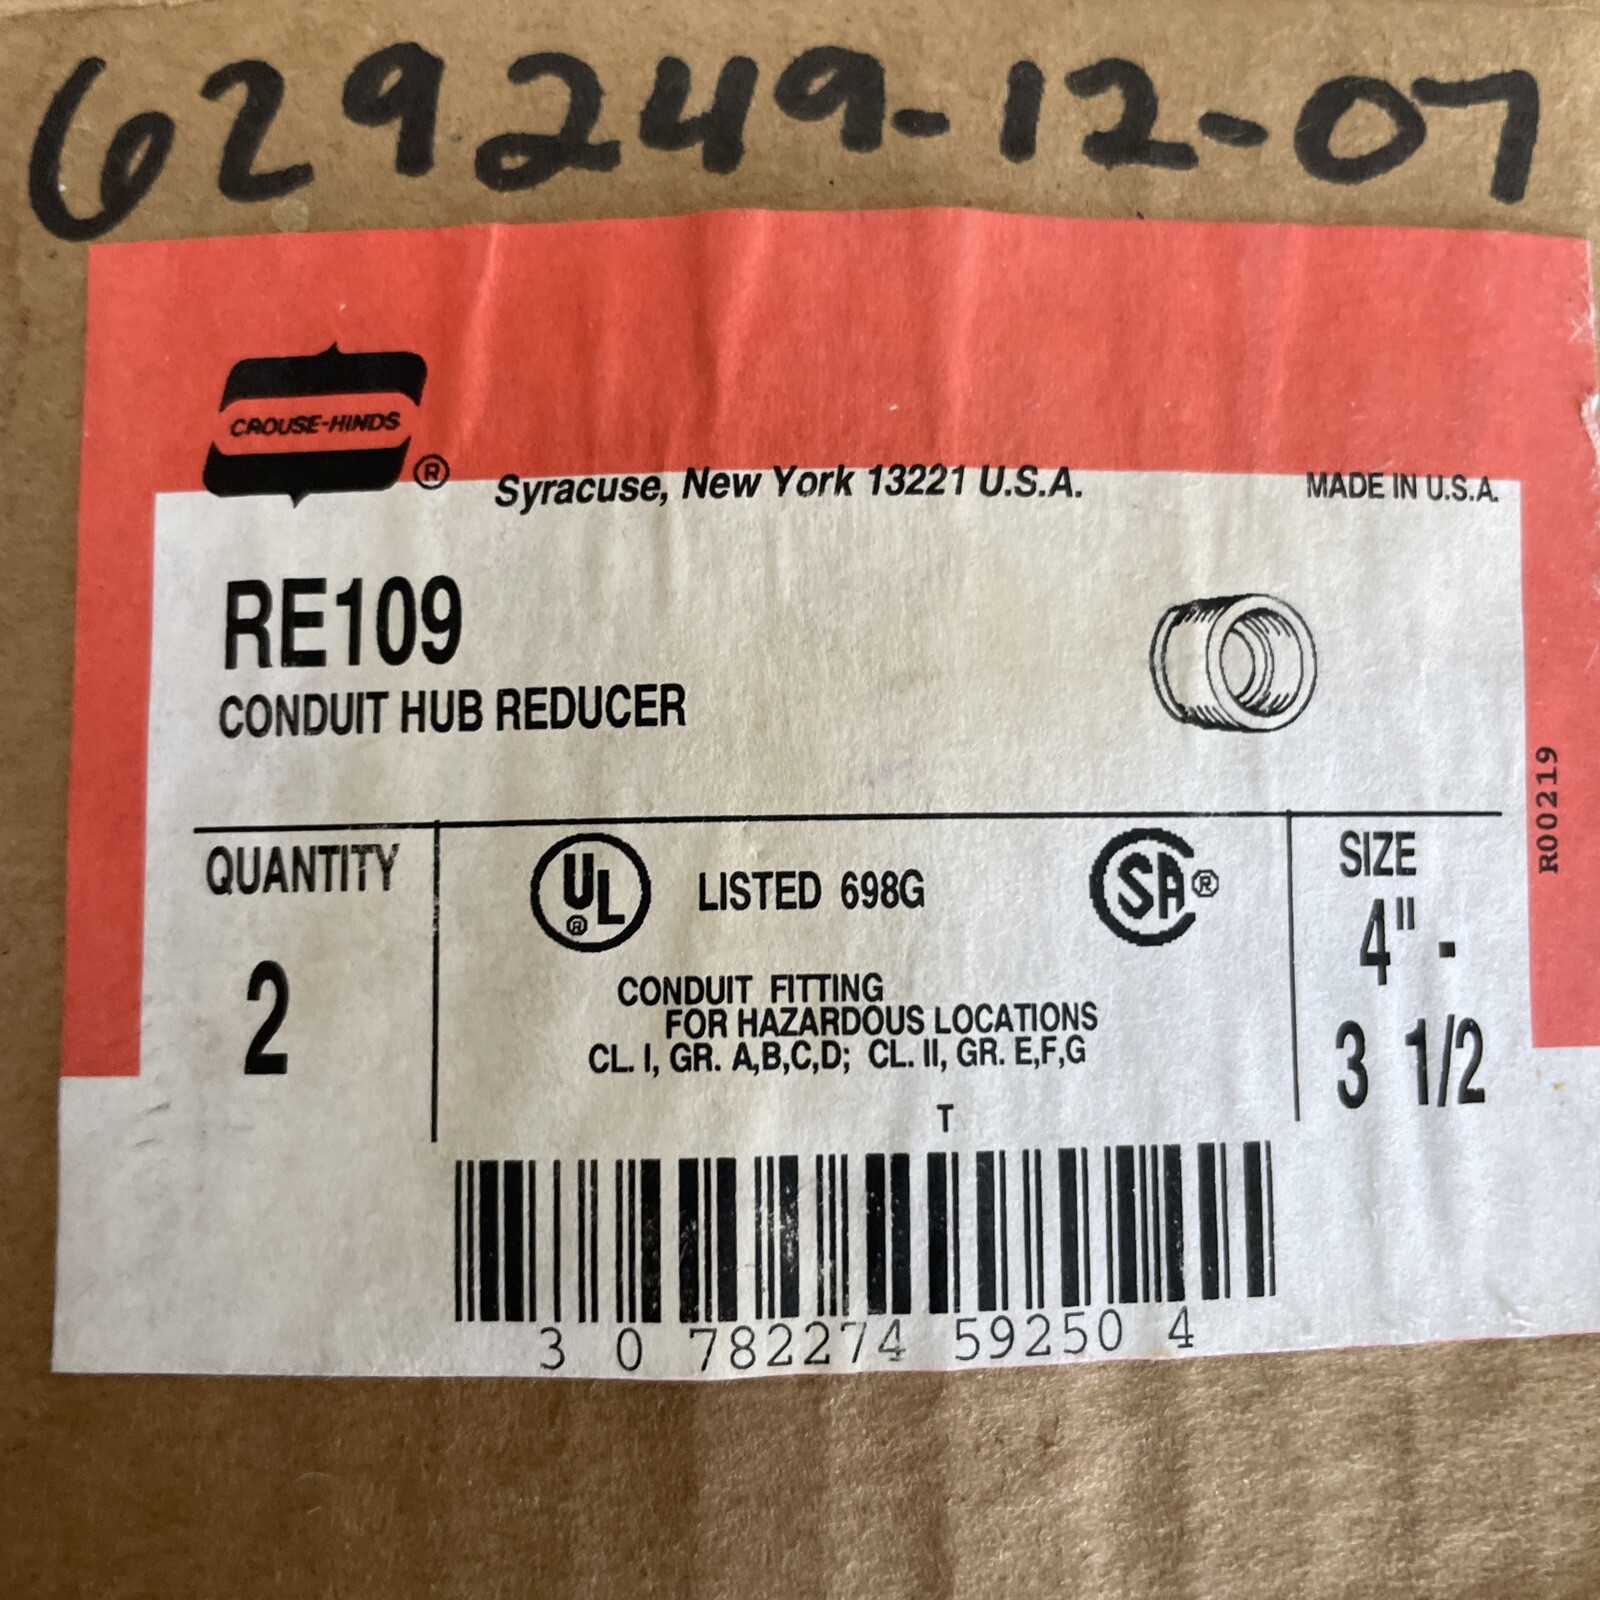 629249-12-07
CROUSE-HINDS®
Syracuse, New York 13221 U.S.A.
MADE IN U.S.A.
RE109
CONDUIT HUB REDUCER
R00219
QUANTITY
2
UL®
LISTED 698G
SA®
CONDUIT FITTING
FOR HAZARDOUS LOCATIONS
CL. I, GR. A,B,C,D; CL. II, GR. E,F,G
T
SIZE
4" -
3 1/2
3 0 782274 59250 4